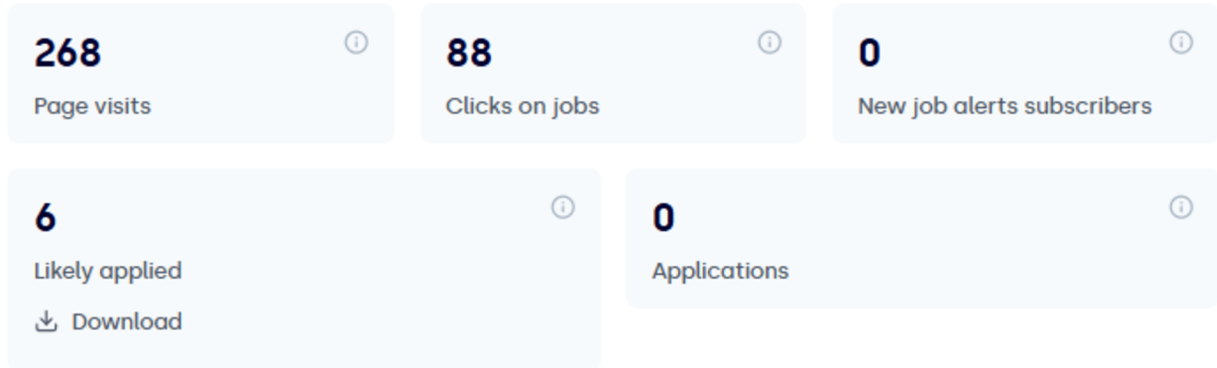 268
Page visits
88
Clicks on jobs
0
New job alerts subscribers
6
Likely applied
Download
0
Applications